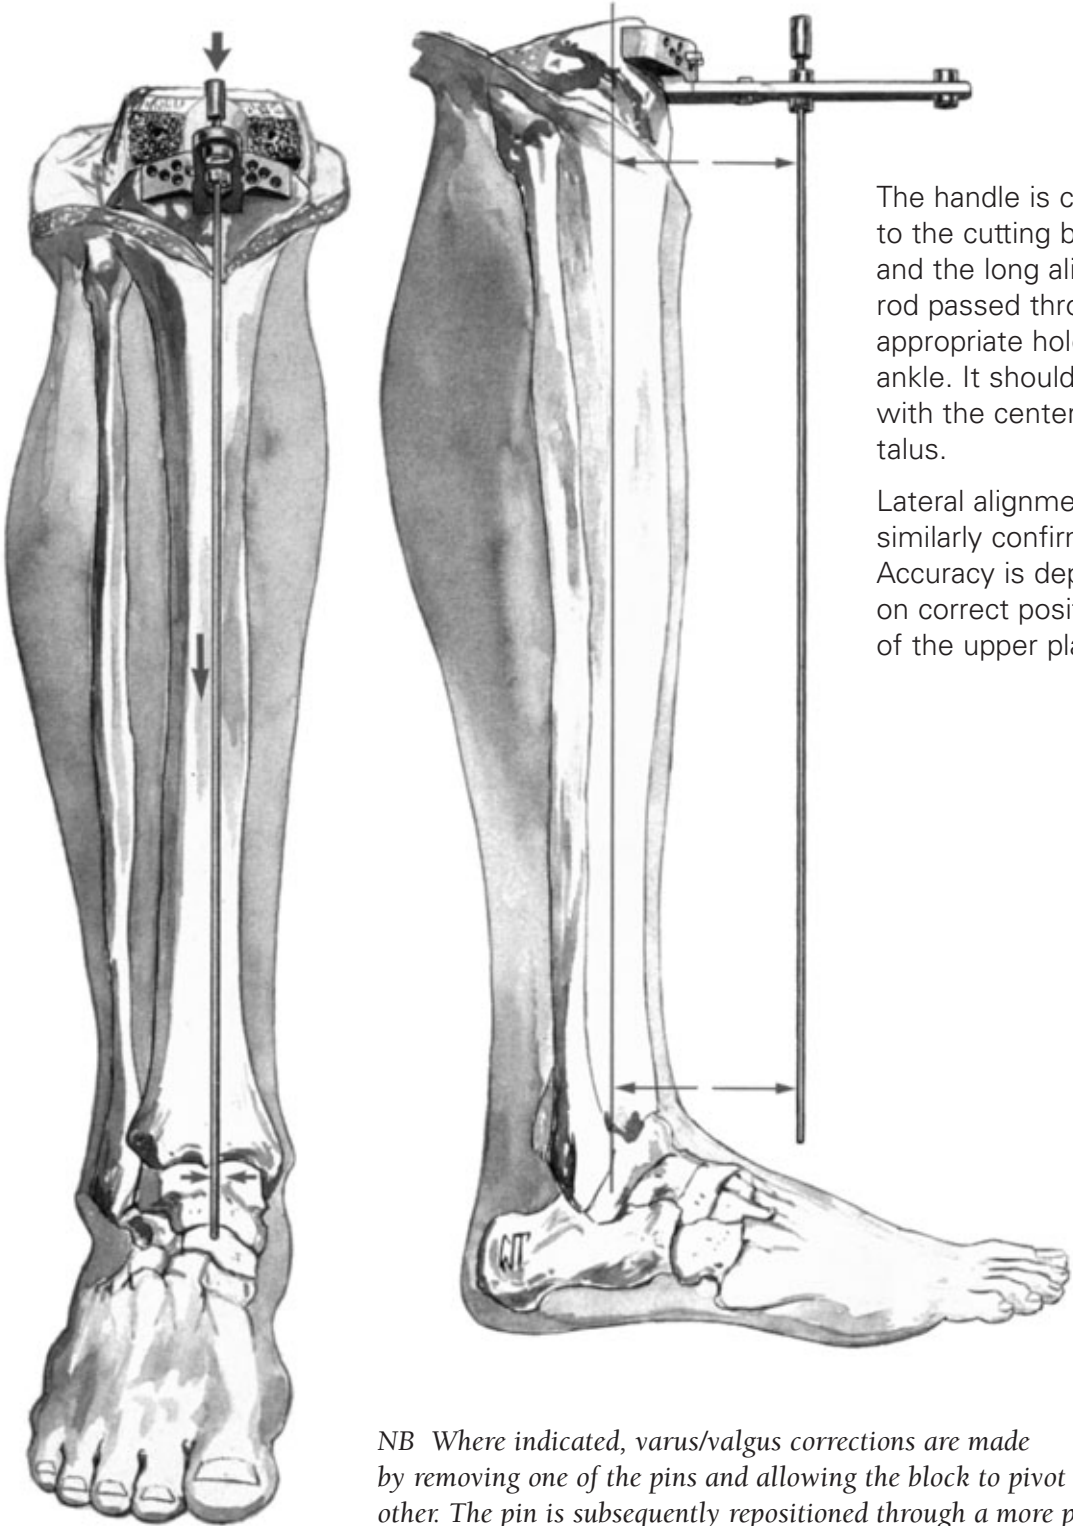 The handle is c
to the cutting b
and the long ali
rod passed thro
appropriate hol
ankle. It should
with the center
talus.
Lateral alignme
similarly confirn
Accuracy is dep
on correct posit
of the upper pla
NB Where indicated, varus/valgus corrections are made
by removing one of the pins and allowing the block to pivot
other. The pin is subsequently repositioned through a more p